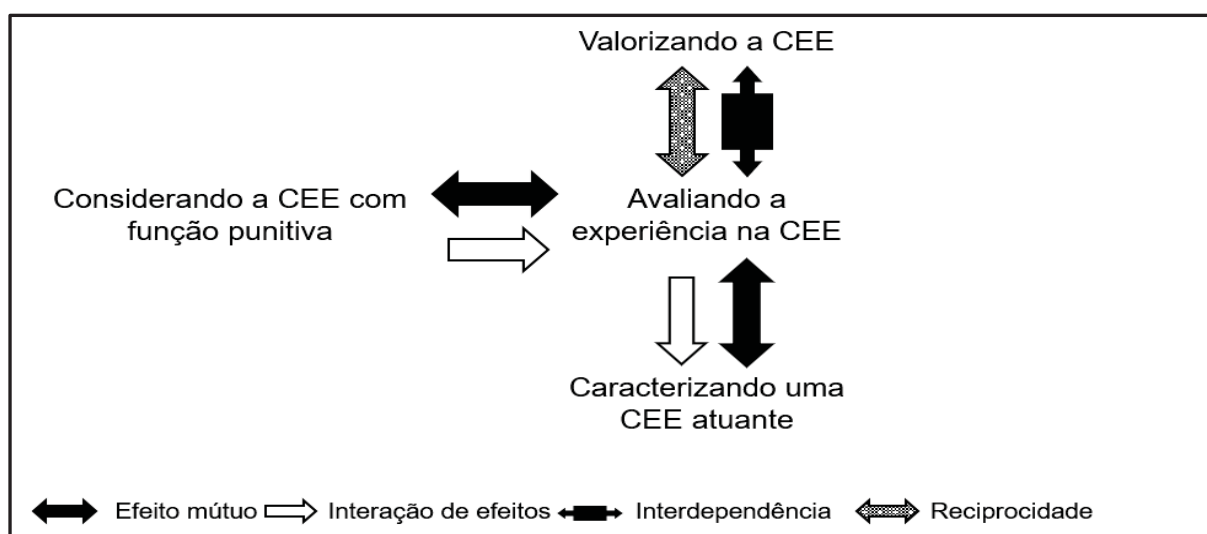 Valorizando a CEE
Considerando a CEE com
função punitiva
Avaliando a
experiência na CEE
Caracterizando uma
CEE atuante
Efeito mútuo Interação de efeitos Interdependência Reciprocidade